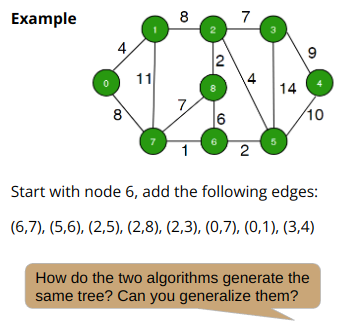 Example
8 7
1 2 3
4 2 9
11 4
0 8 14 4
8 7 6 10
7 6 5
1 2
Start with node 6, add the following edges:
(6,7), (5,6), (2,5), (2,8), (2,3), (0,7), (0,1), (3,4)
How do the two algorithms generate the
same tree? Can you generalize them?